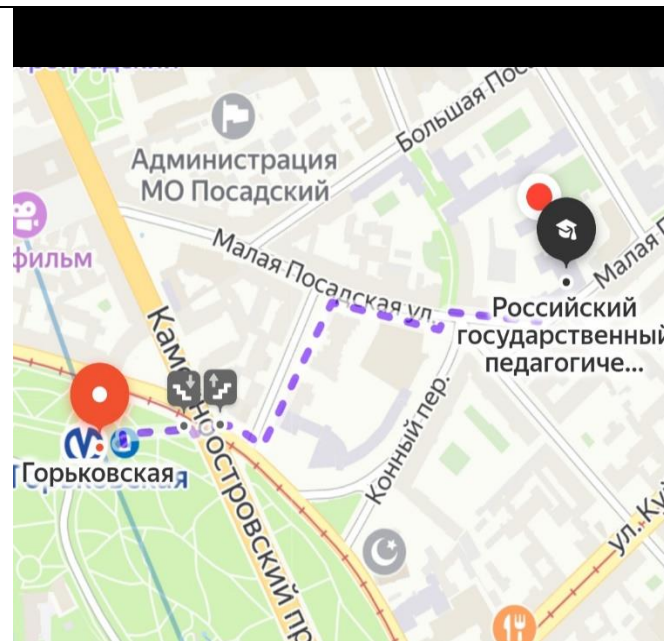 Большая Пос
Администрация
МО Посадский
Малая Посадская ул.
Малая П
фильм
Российский
государственный
педагогиче...
Каменноостровский пр
Горьковская
Конный пер.
ул. Куй